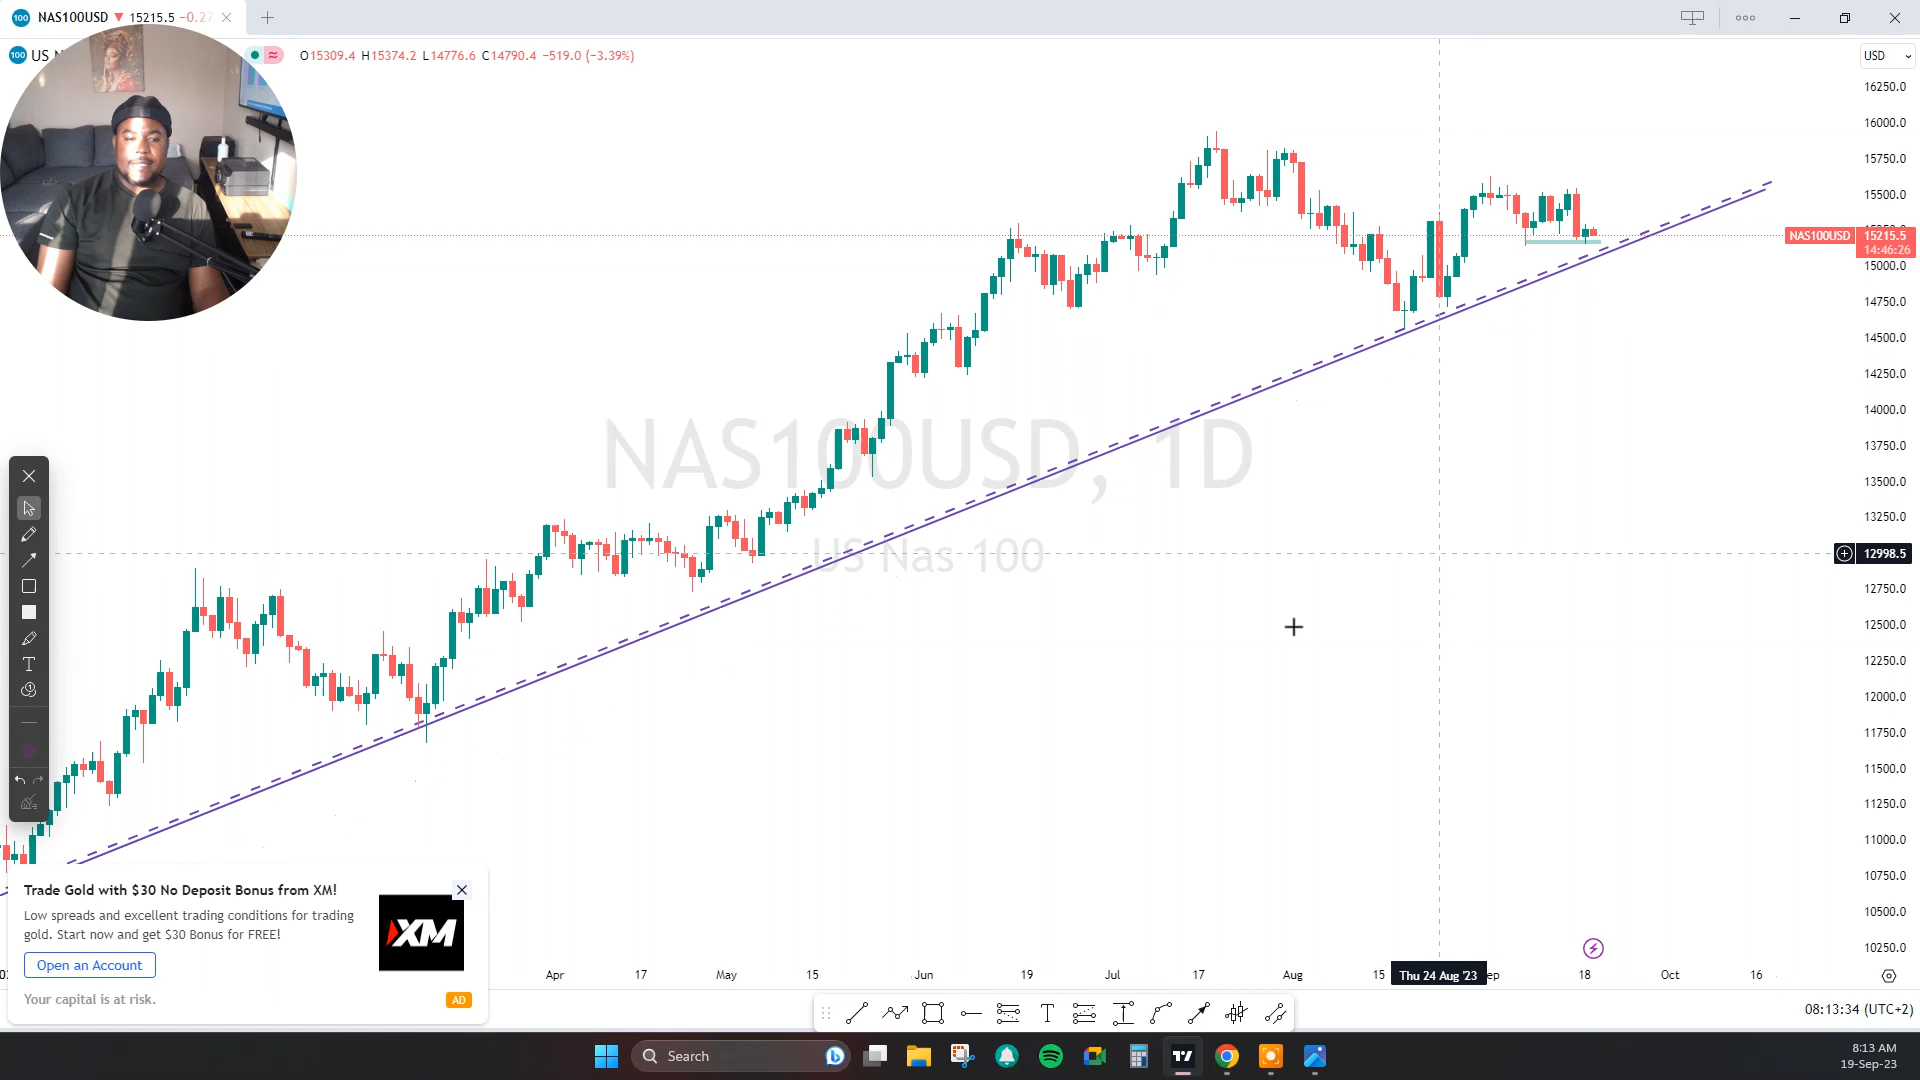 100 NAS100USD ▼ 15215.5 −0.27
100 US N
O15309.4 H15374.2 L14776.6 C14790.4 −519.0 (−3.39%)
USD
16250.0
16000.0
15750.0
15500.0
NAS100USD 15215.5
14:46:26
15000.0
14750.0
14500.0
14250.0
14000.0
13750.0
13500.0
13250.0
12998.5
12750.0
12500.0
12250.0
12000.0
11750.0
11500.0
11250.0
11000.0
10750.0
10500.0
10250.0
NAS100USD, 1D
US Nas 100
T
Trade Gold with $30 No Deposit Bonus from XM!
Low spreads and excellent trading conditions for trading
gold. Start now and get $30 Bonus for FREE!
Open an Account
Your capital is at risk.
XM
AD
Apr 17 May 15 Jun 19 Jul 17 Aug 15 Thu 24 Aug '23 ep 18 Oct 16
T
08:13:34 (UTC+2)
Search
8:13 AM
19-Sep-23